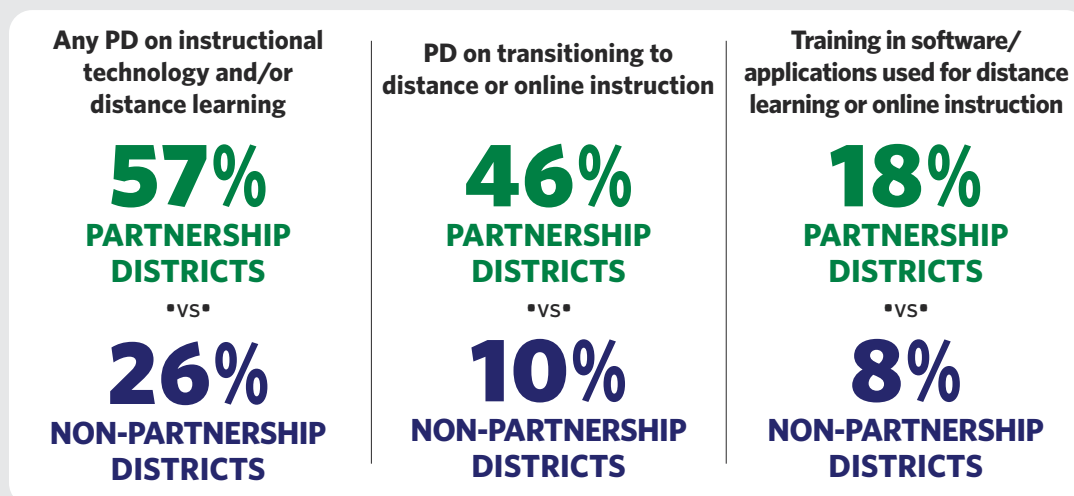 Any PD on instructional
technology and/or
distance learning
57%
PARTNERSHIP
DISTRICTS
▪vs▪
26%
NON-PARTNERSHIP
DISTRICTS
PD on transitioning to
distance or online instruction
46%
PARTNERSHIP
DISTRICTS
▪vs▪
10%
NON-PARTNERSHIP
DISTRICTS
Training in software/
applications used for distance
learning or online instruction
18%
PARTNERSHIP
DISTRICTS
▪vs▪
8%
NON-PARTNERSHIP
DISTRICTS